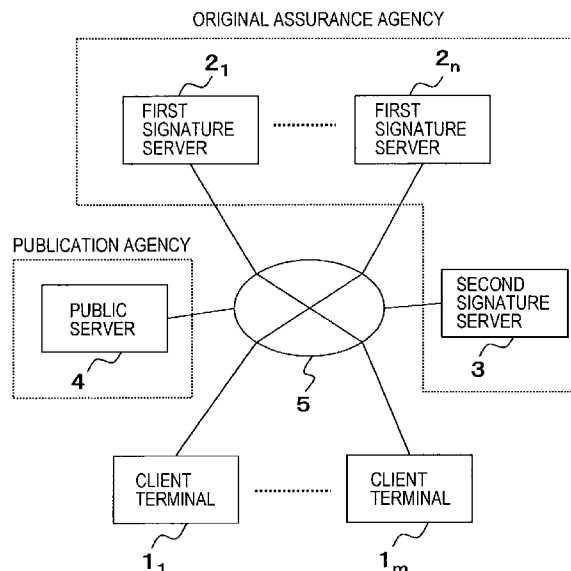 ORIGINAL ASSURANCE AGENCY
2₁
2ₙ
FIRST
SIGNATURE
SERVER
FIRST
SIGNATURE
SERVER
PUBLICATION AGENCY
PUBLIC
SERVER
4
SECOND
SIGNATURE
SERVER
3
5
CLIENT
TERMINAL
CLIENT
TERMINAL
1₁
1ₘ